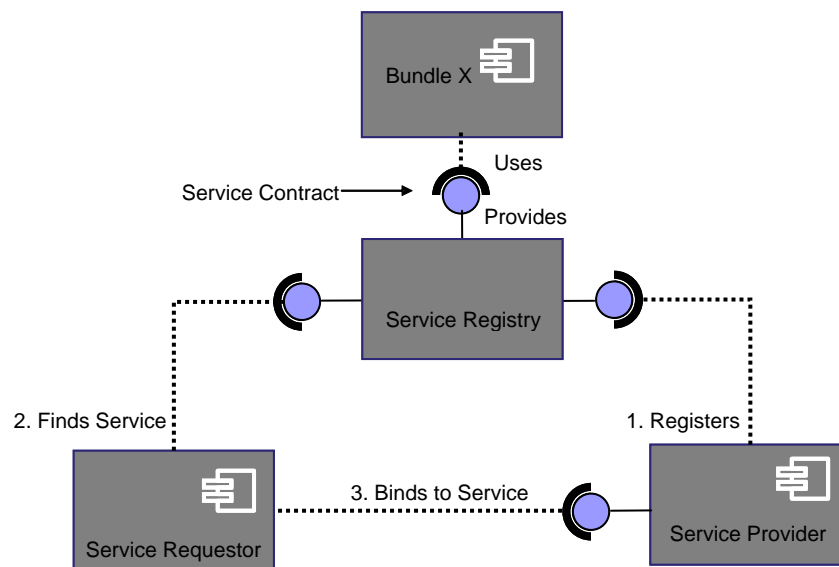 Bundle X
Uses
Service Contract
Provides
Service Registry
2. Finds Service
1. Registers
3. Binds to Service
Service Requestor
Service Provider